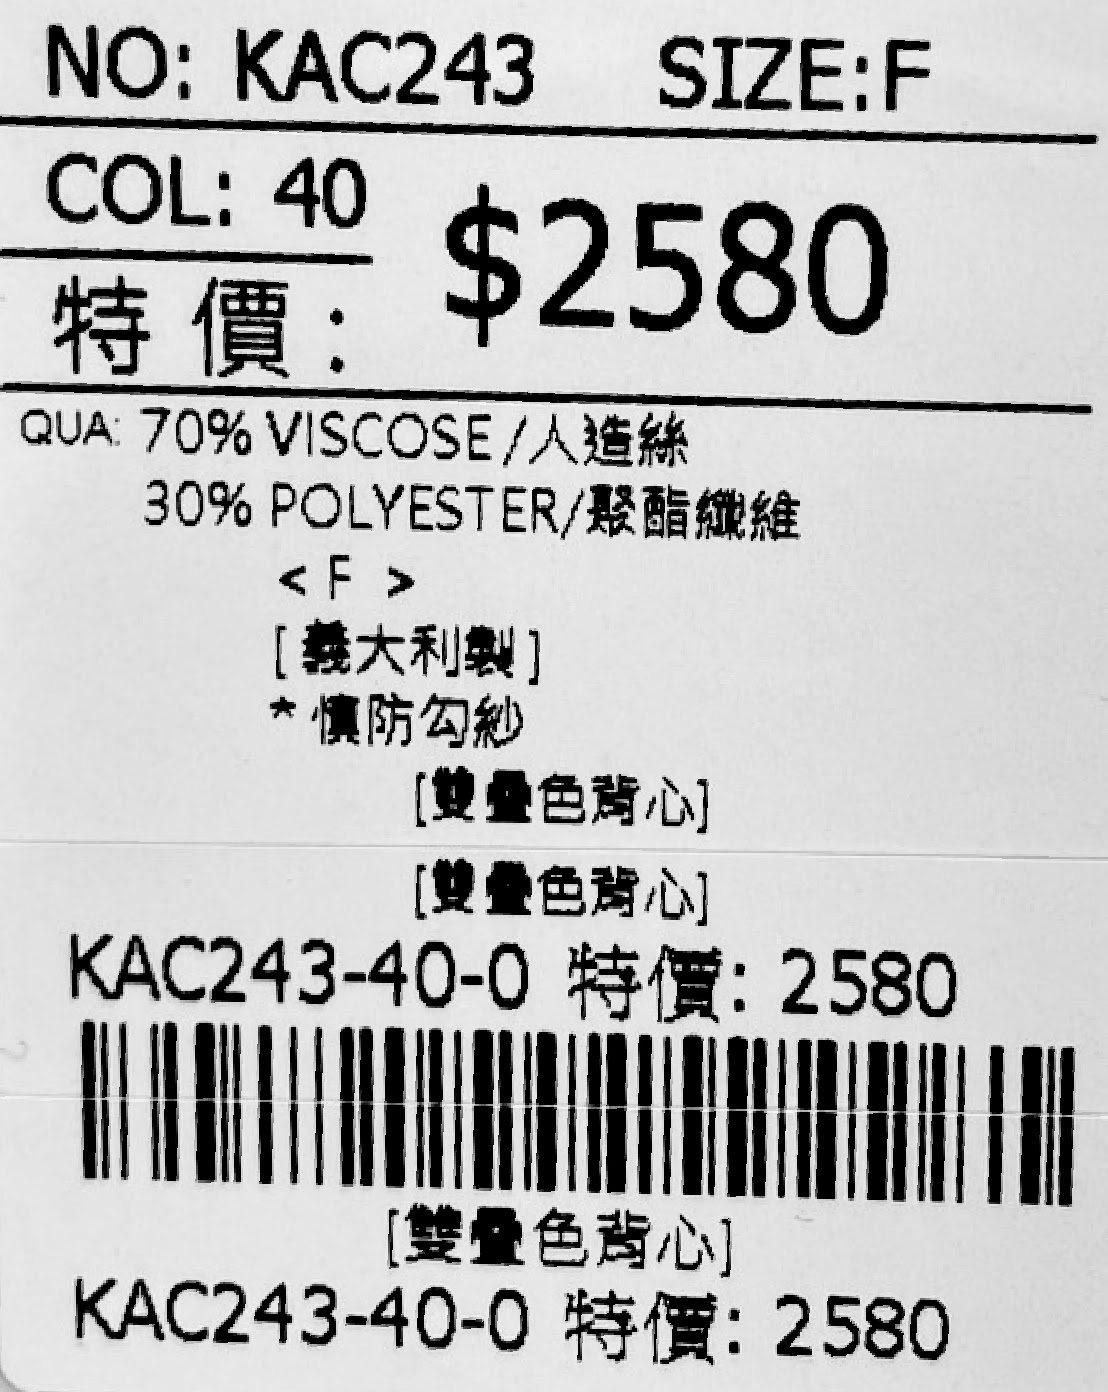 NO: KAC243 SIZE:F
COL: 40
$2580
特價:
QUA: 70% VISCOSE/人造絲
30% POLYESTER/聚酯纖維
< F >
[義大利製]
* 慎防勾紗
[雙疊色背心]
[雙疊色背心]
KAC243-40-0 特價: 2580
[雙疊色背心]
KAC243-40-0 特價: 2580